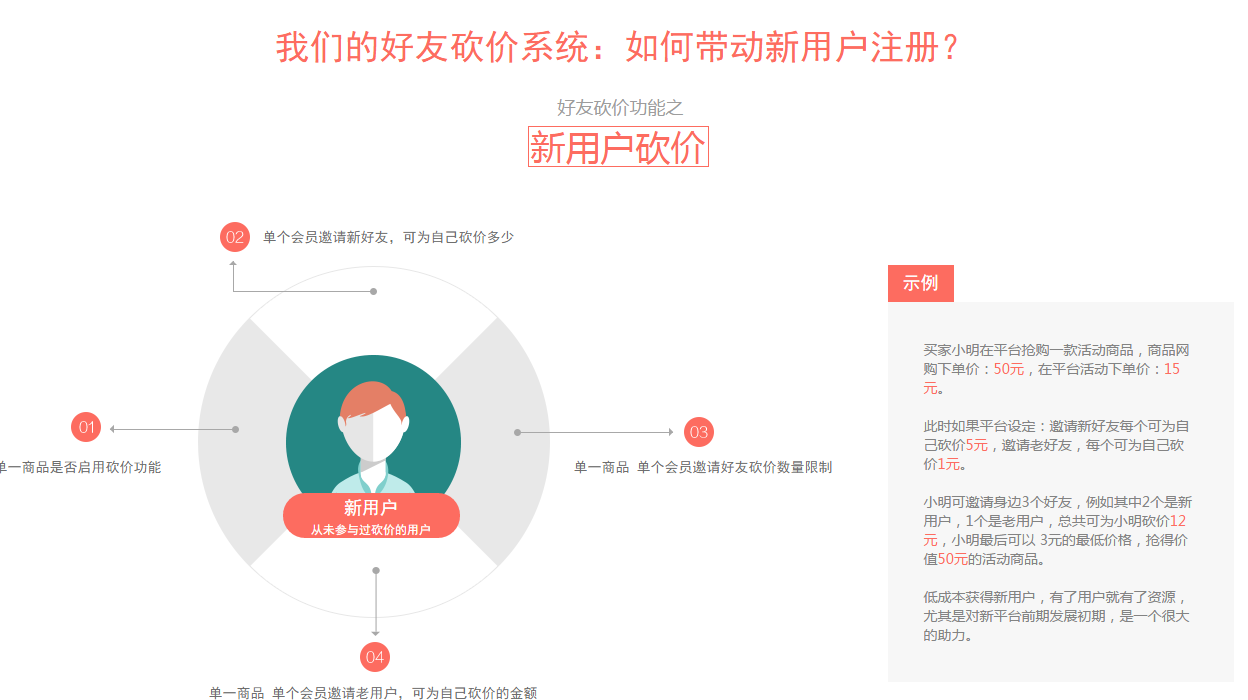 我们的好友砍价系统：如何带动新用户注册？
好友砍价功能之
新用户砍价
02 单个会员邀请新好友，可为自己砍价多少
01
单一商品是否启用砍价功能
03
单一商品 单个会员邀请好友砍价数量限制
新用户
从未参与过砍价的用户
04
单一商品 单个会员邀请老用户，可为自己砍价的金额
示例
买家小明在平台抢购一款活动商品，商品网
购下单价：50元，在平台活动下单价：15
元。
此时如果平台设定：邀请新好友每个可为自
己砍价5元，邀请老好友，每个可为自己砍
价1元。
小明可邀请身边3个好友，例如其中2个是新
用户，1个是老用户，总共可为小明砍价12
元，小明最后可以 3元的最低价格，抢得价
值50元的活动商品。
低成本获得新用户，有了用户就有了资源，
尤其是对新平台前期发展初期，是一个很大
的助力。